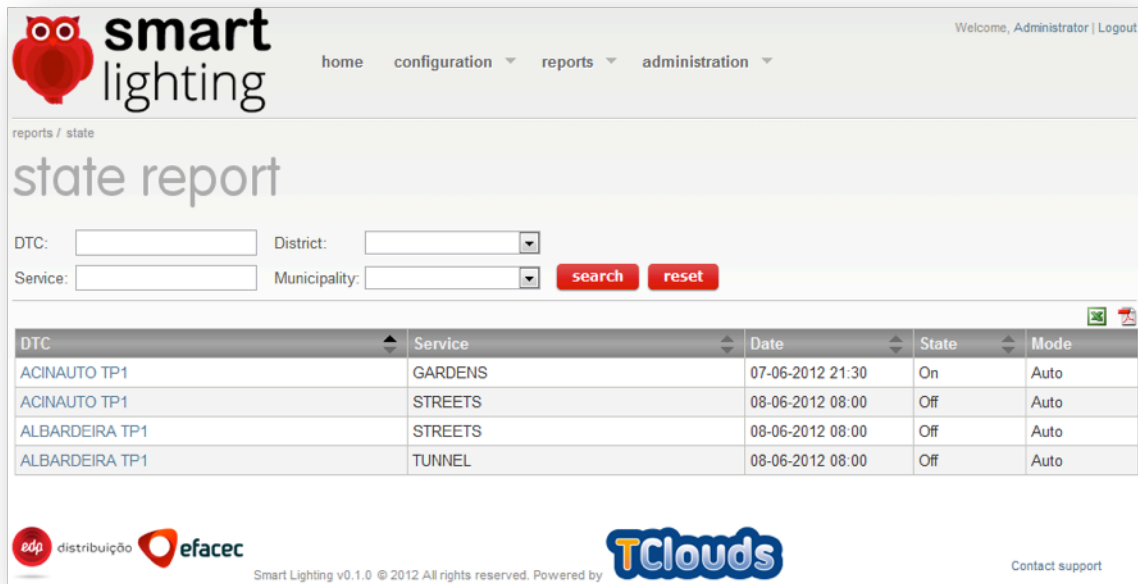 smart
lighting
Welcome, Administrator | Logout
home configuration reports administration
reports / state
state report
DTC: District:
Service: Municipality: search reset
DTC Service Date State Mode
ACINAUTO TP1 GARDENS 07-06-2012 21:30 On Auto
ACINAUTO TP1 STREETS 08-06-2012 08:00 Off Auto
ALBARDEIRA TP1 STREETS 08-06-2012 08:00 Off Auto
ALBARDEIRA TP1 TUNNEL 08-06-2012 08:00 Off Auto
edp distribuição efacec
Smart Lighting v0.1.0 © 2012 All rights reserved. Powered by TClouds
Contact support